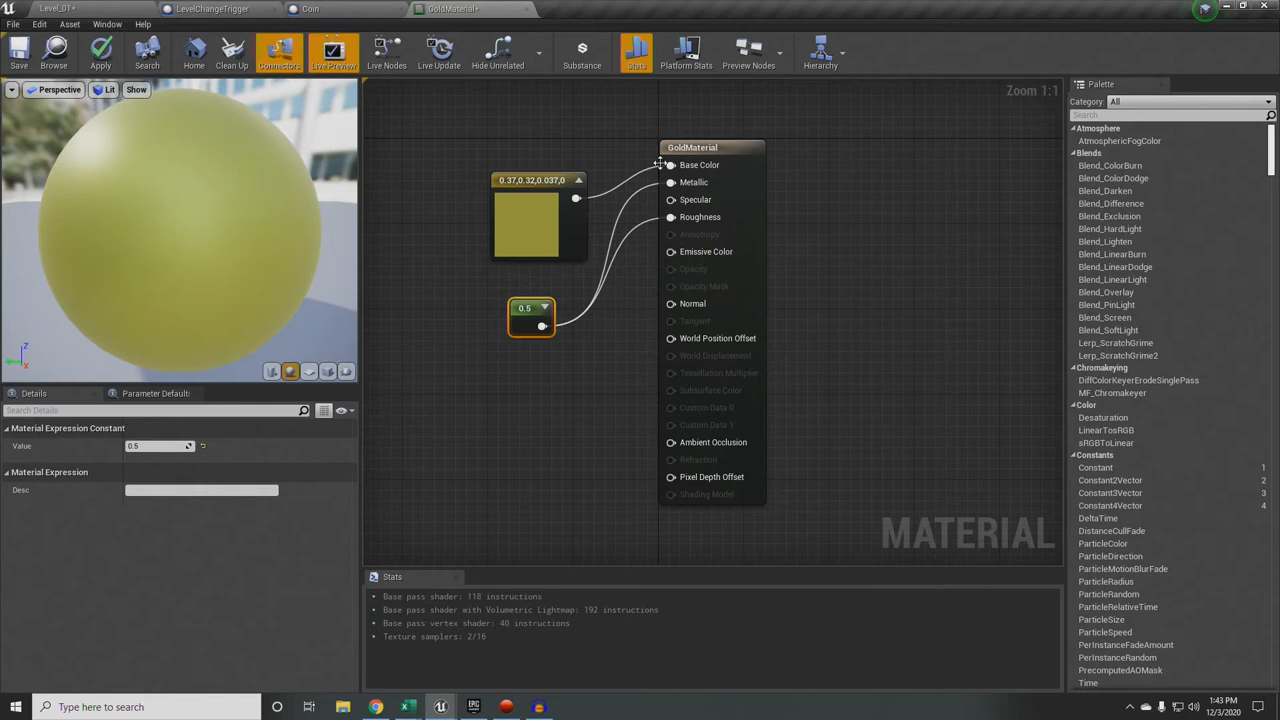 Level_01*
LevelChangeTrigger
Coin
GoldMaterial*
File
Edit
Asset
Window
Help
Save
Browse
Apply
Search
Home
Clean Up
Connectors
Live Preview
Live Nodes
Live Update
Hide Unrelated
Substance
Stats
Platform Stats
Preview Nodes
Hierarchy
Perspective
Lit
Show
Zoom 1:1
0.37,0.32,0.037,0
0.5
GoldMaterial
Base Color
Metallic
Specular
Roughness
Anisotropy
Emissive Color
Opacity
Opacity Mask
Normal
Tangent
World Position Offset
World Displacement
Tessellation Multiplier
Subsurface Color
Custom Data 0
Custom Data 1
Ambient Occlusion
Refraction
Pixel Depth Offset
Shading Model
MATERIAL
Z
X
Details
Parameter Default:
Search Details
Material Expression Constant
Value
0.5
Material Expression
Desc
Stats
Base pass shader: 118 instructions
Base pass shader with Volumetric Lightmap: 192 instructions
Base pass vertex shader: 40 instructions
Texture samplers: 2/16
Palette
Category: All
Search
Atmosphere
AtmosphericFogColor
Blends
Blend_ColorBurn
Blend_ColorDodge
Blend_Darken
Blend_Difference
Blend_Exclusion
Blend_HardLight
Blend_Lighten
Blend_LinearBurn
Blend_LinearDodge
Blend_LinearLight
Blend_Overlay
Blend_PinLight
Blend_Screen
Blend_SoftLight
Lerp_ScratchGrime
Lerp_ScratchGrime2
Chromakeying
DiffColorKeyerErodeSinglePass
MF_Chromakeyer
Color
Desaturation
LinearTosRGB
sRGBToLinear
Constants
Constant 1
Constant2Vector 2
Constant3Vector 3
Constant4Vector 4
DeltaTime
DistanceCullFade
ParticleColor
ParticleDirection
ParticleMotionBlurFade
ParticleRadius
ParticleRandom
ParticleRelativeTime
ParticleSize
ParticleSpeed
PerInstanceFadeAmount
PerInstanceRandom
PrecomputedAOMask
Time
Type here to search
EPIC
1:43 PM
12/3/2020